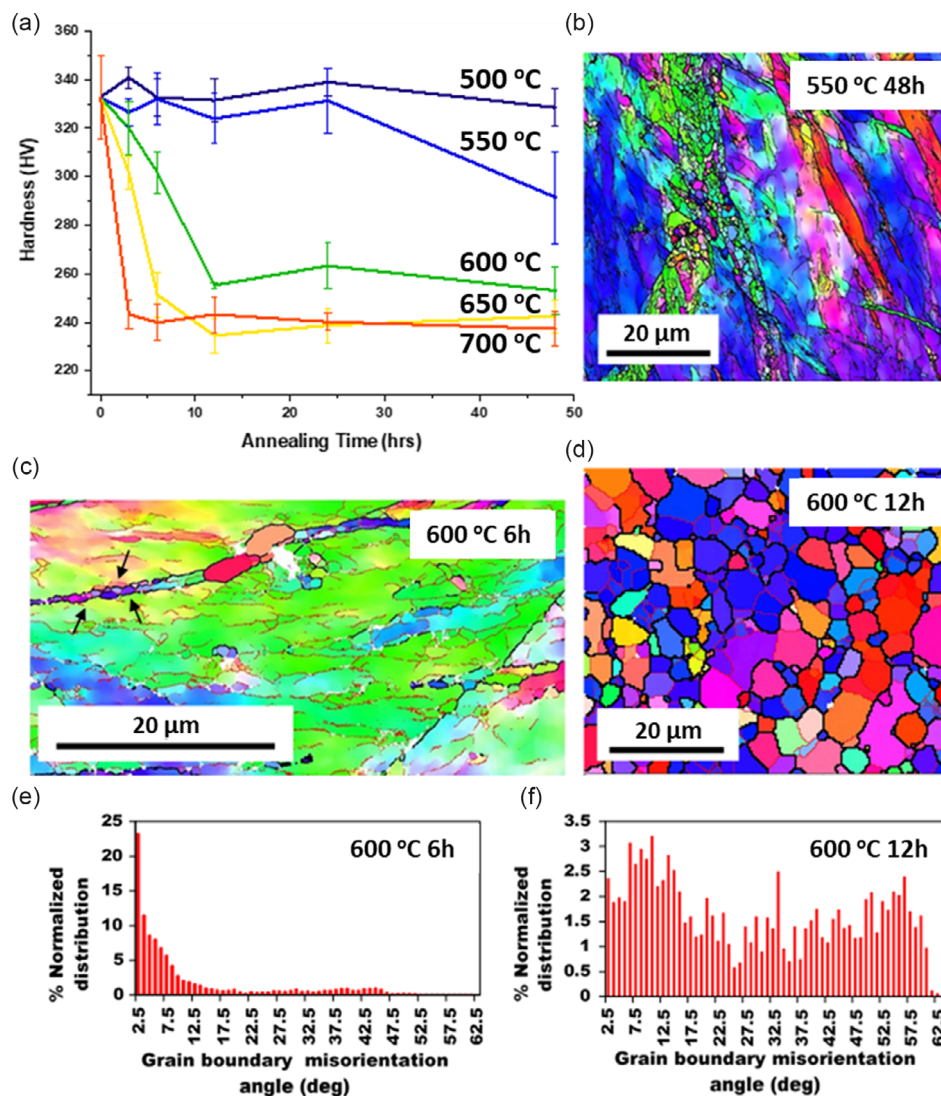 (a)
360
340
320
300
280
260
240
220
0
10
20
30
40
50
Hardness (HV)
Annealing Time (hrs)
500 °C
550 °C
600 °C
650 °C
700 °C
(b)
550 °C 48h
20 µm
(c)
600 °C 6h
20 µm
(d)
600 °C 12h
20 µm
(e)
25
20
15
10
5
0
% Normalized
distribution
600 °C 6h
2.5
7.5
12.5
17.5
22.5
27.5
32.5
37.5
42.5
47.5
52.5
57.5
62.5
Grain boundary misorientation
angle (deg)
(f)
3.5
3
2.5
2
1.5
1
0.5
0
% Normalized
distribution
600 °C 12h
2.5
7.5
12.5
17.5
22.5
27.5
32.5
37.5
42.5
47.5
52.5
57.5
62.5
Grain boundary misorientation
angle (deg)